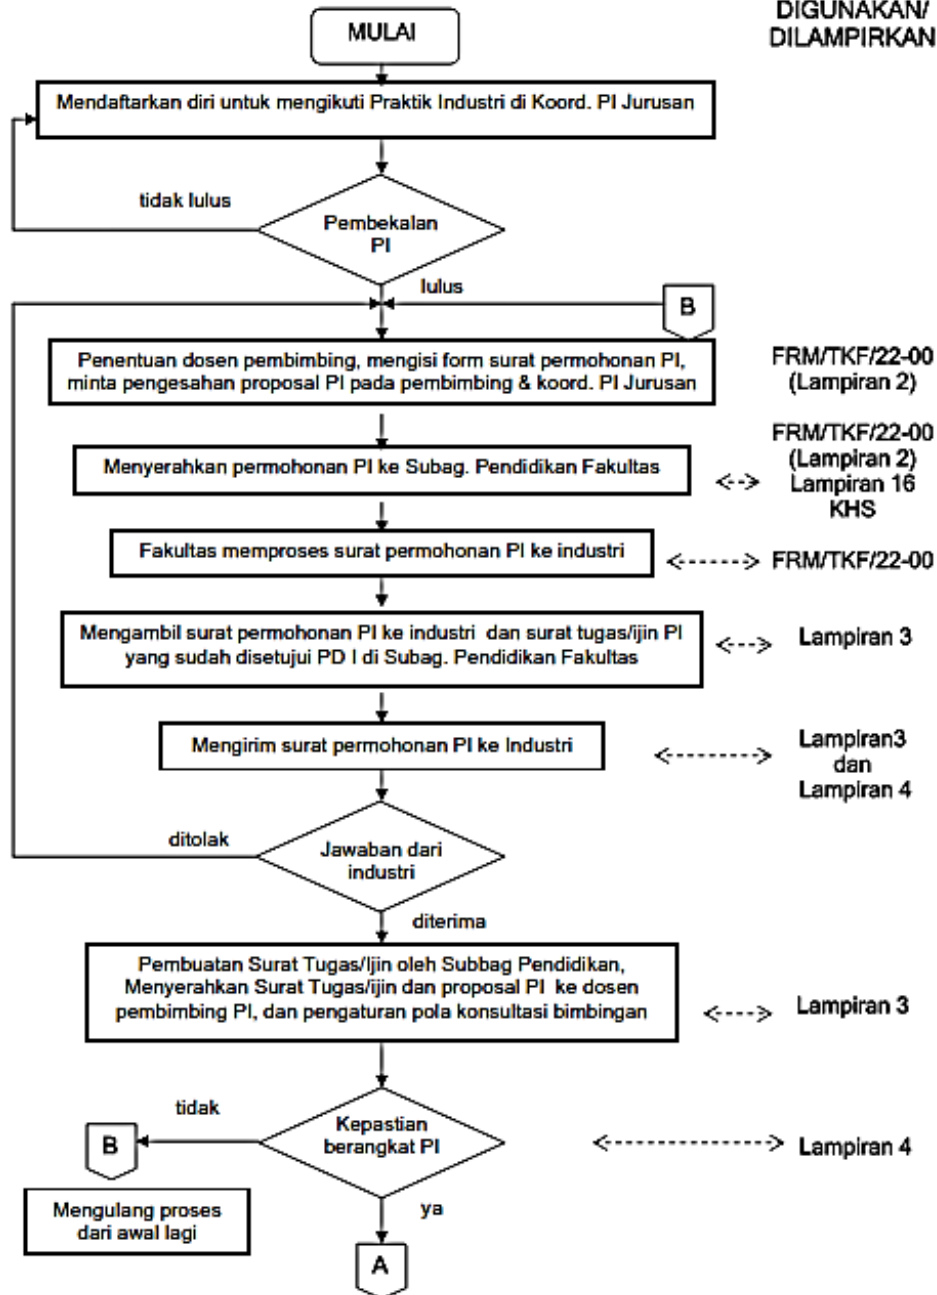 DIGUNAKAN/
DILAMPIRKAN
MULAI
Mendaftarkan diri untuk mengikuti Praktik Industri di Koord. PI Jurusan
tidak lulus
Pembekalan
PI
lulus
B
Penentuan dosen pembimbing, mengisi form surat permohonan PI,
minta pengesahan proposal PI pada pembimbing & koord. PI Jurusan
FRM/TKF/22-00
(Lampiran 2)
Menyerahkan permohonan PI ke Subag. Pendidikan Fakultas
FRM/TKF/22-00
(Lampiran 2)
Lampiran 16
KHS
Fakultas memproses surat permohonan PI ke industri
FRM/TKF/22-00
Mengambil surat permohonan PI ke industri dan surat tugas/ijin PI
yang sudah disetujui PD I di Subag. Pendidikan Fakultas
Lampiran 3
Mengirim surat permohonan PI ke Industri
Lampiran3
dan
Lampiran 4
ditolak
Jawaban dari
industri
diterima
Pembuatan Surat Tugas/Ijin oleh Subbag Pendidikan,
Menyerahkan Surat Tugas/ijin dan proposal PI ke dosen
pembimbing PI, dan pengaturan pola konsultasi bimbingan
Lampiran 3
tidak
Kepastian
berangkat PI
Lampiran 4
B
Mengulang proses
dari awal lagi
ya
A